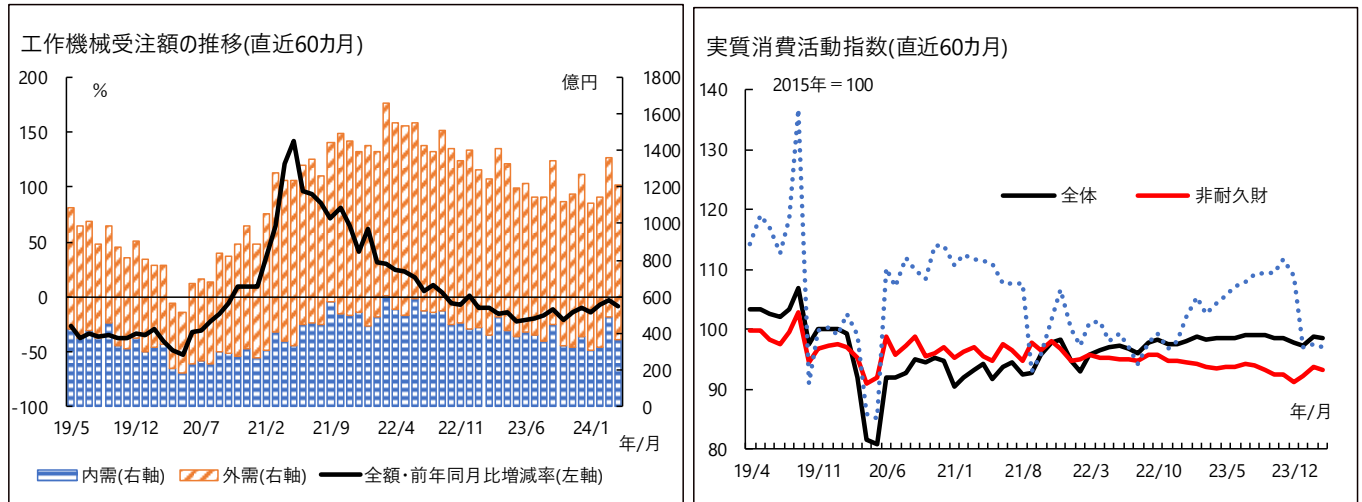 工作機械受注額の推移(直近60カ月)
%
億円
200
150
100
50
0
-50
-100
1800
1600
1400
1200
1000
800
600
400
200
0
19/5 19/12 20/7 21/2 21/9 22/4 22/11 23/6 24/1
年/月
内需(右軸) 外需(右軸) 全額・前年同月比増減率(左軸)
実質消費活動指数(直近60カ月)
2015年＝100
140
130
120
110
100
90
80
全体 非耐久財
年/月
19/4 19/11 20/6 21/1 21/8 22/3 22/10 23/5 23/12